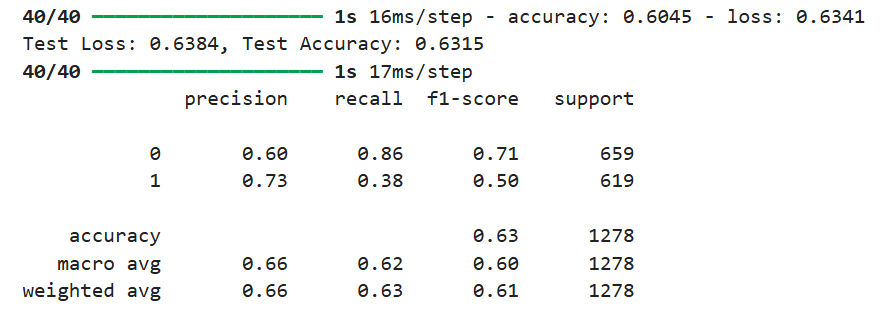 40/40 ━━━━━━━━━━━━━━━━━━━━ 1s 16ms/step - accuracy: 0.6045 - loss: 0.6341
Test Loss: 0.6384, Test Accuracy: 0.6315
40/40 ━━━━━━━━━━━━━━━━━━━━ 1s 17ms/step
precision recall f1-score support
0 0.60 0.86 0.71 659
1 0.73 0.38 0.50 619
accuracy 0.63 1278
macro avg 0.66 0.62 0.60 1278
weighted avg 0.66 0.63 0.61 1278